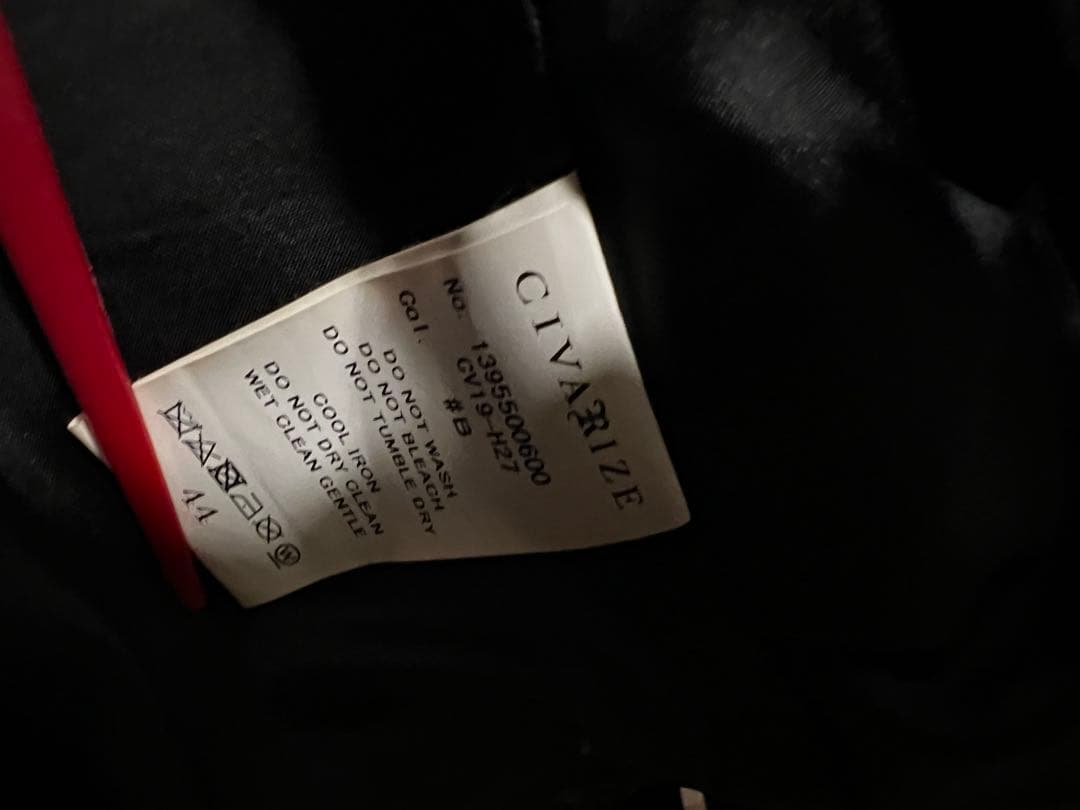 CIVARIZE
No. 1395500600
CV19-H27
Col. #B
DO NOT WASH
DO NOT BLEACH
DO NOT TUMBLE DRY
COOL IRON
DO NOT DRY CLEAN
WET CLEAN GENTLE
W
44